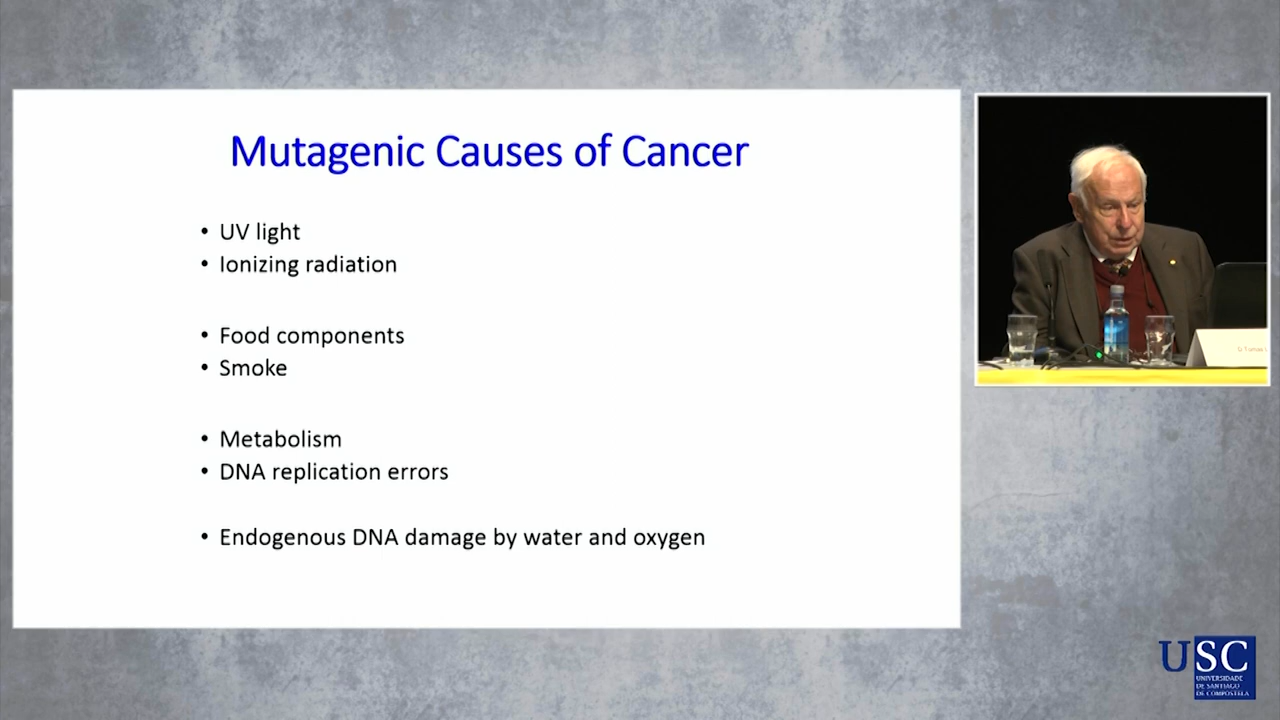 Mutagenic Causes of Cancer
• UV light
• Ionizing radiation
• Food components
• Smoke
• Metabolism
• DNA replication errors
• Endogenous DNA damage by water and oxygen
D. Tomas
USC
UNIVERSIDADE
DE SANTIAGO
DE COMPOSTELA